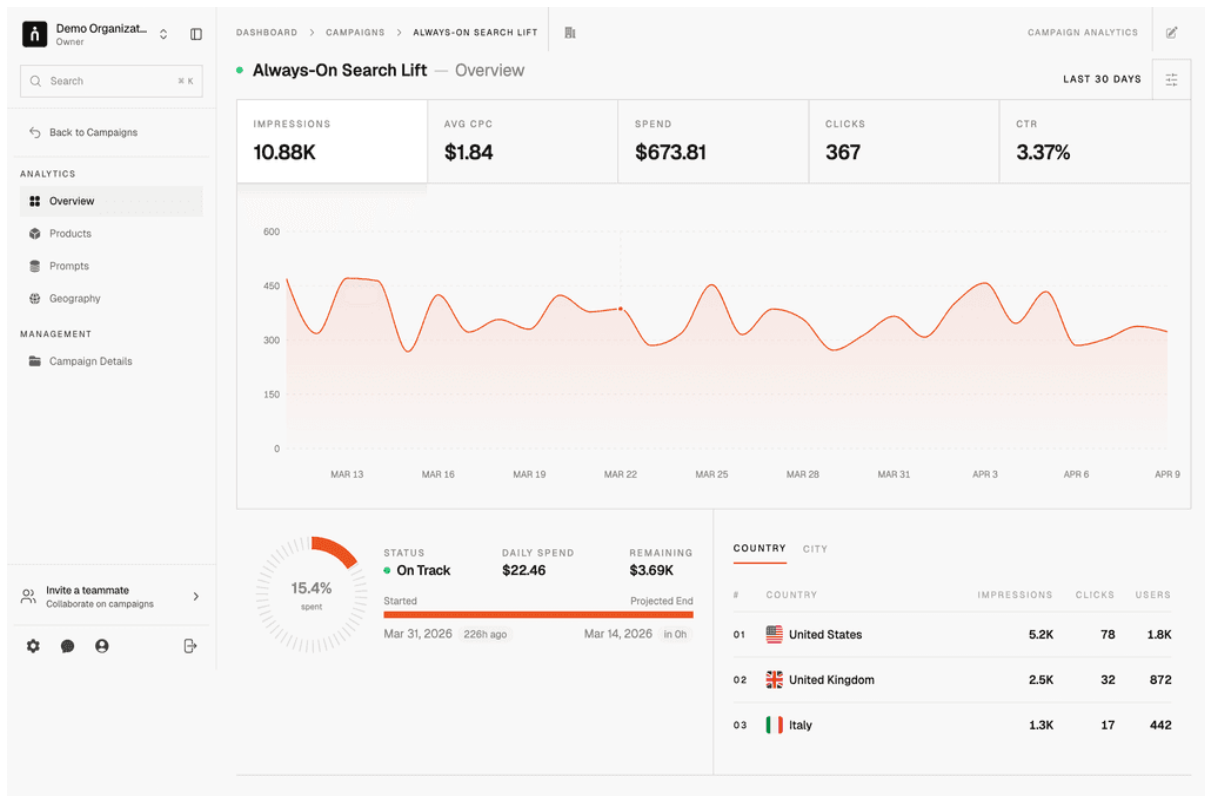 Demo Organizat...
Owner
Search
⌘ K
Back to Campaigns
ANALYTICS
Overview
Products
Prompts
Geography
MANAGEMENT
Campaign Details
Invite a teammate
Collaborate on campaigns
DASHBOARD > CAMPAIGNS > ALWAYS-ON SEARCH LIFT
CAMPAIGN ANALYTICS
Always-On Search Lift — Overview
LAST 30 DAYS
IMPRESSIONS
10.88K
AVG CPC
$1.84
SPEND
$673.81
CLICKS
367
CTR
3.37%
600
450
300
150
0
MAR 13 MAR 16 MAR 19 MAR 22 MAR 25 MAR 28 MAR 31 APR 3 APR 6 APR 9
15.4%
spent
STATUS DAILY SPEND REMAINING
On Track $22.46 $3.69K
Started Projected End
Mar 31, 2026 226h ago Mar 14, 2026 in 0h
COUNTRY CITY
# COUNTRY IMPRESSIONS CLICKS USERS
01 United States 5.2K 78 1.8K
02 United Kingdom 2.5K 32 872
03 Italy 1.3K 17 442